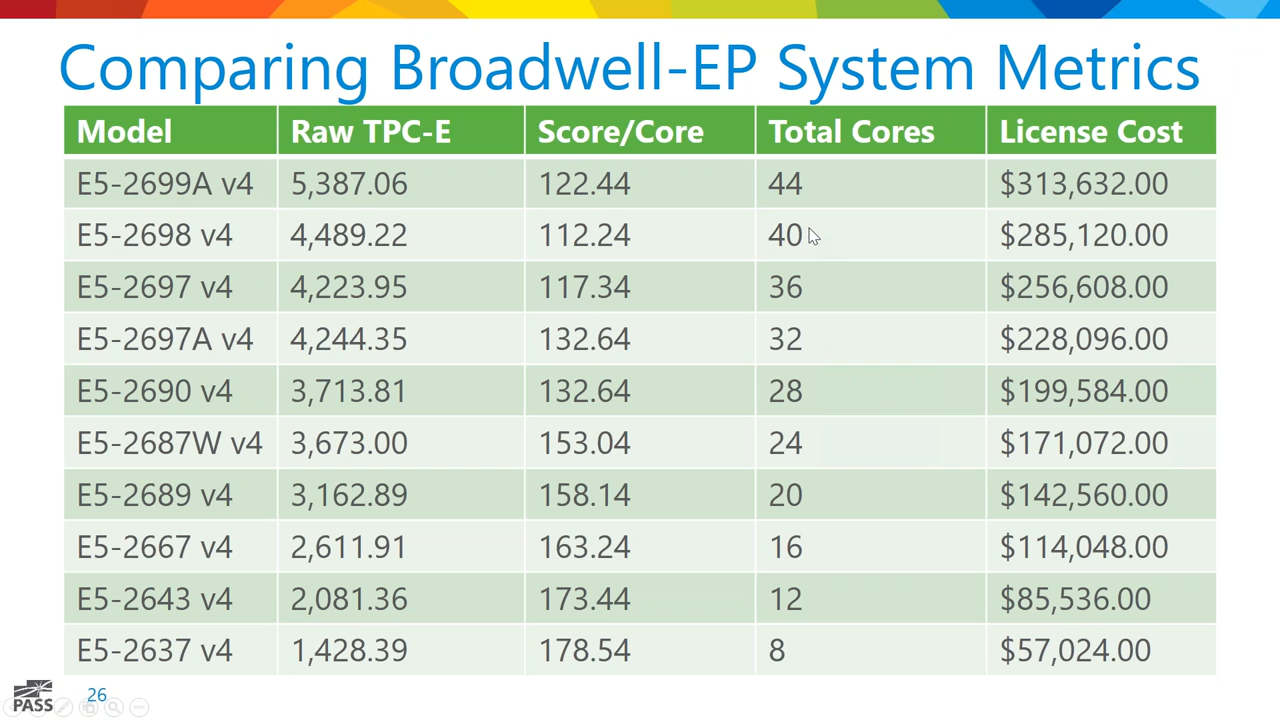 Comparing Broadwell-EP System Metrics
Model Raw TPC-E Score/Core Total Cores License Cost
E5-2699A v4 5,387.06 122.44 44 $313,632.00
E5-2698 v4 4,489.22 112.24 40 $285,120.00
E5-2697 v4 4,223.95 117.34 36 $256,608.00
E5-2697A v4 4,244.35 132.64 32 $228,096.00
E5-2690 v4 3,713.81 132.64 28 $199,584.00
E5-2687W v4 3,673.00 153.04 24 $171,072.00
E5-2689 v4 3,162.89 158.14 20 $142,560.00
E5-2667 v4 2,611.91 163.24 16 $114,048.00
E5-2643 v4 2,081.36 173.44 12 $85,536.00
E5-2637 v4 1,428.39 178.54 8 $57,024.00
PASS 26